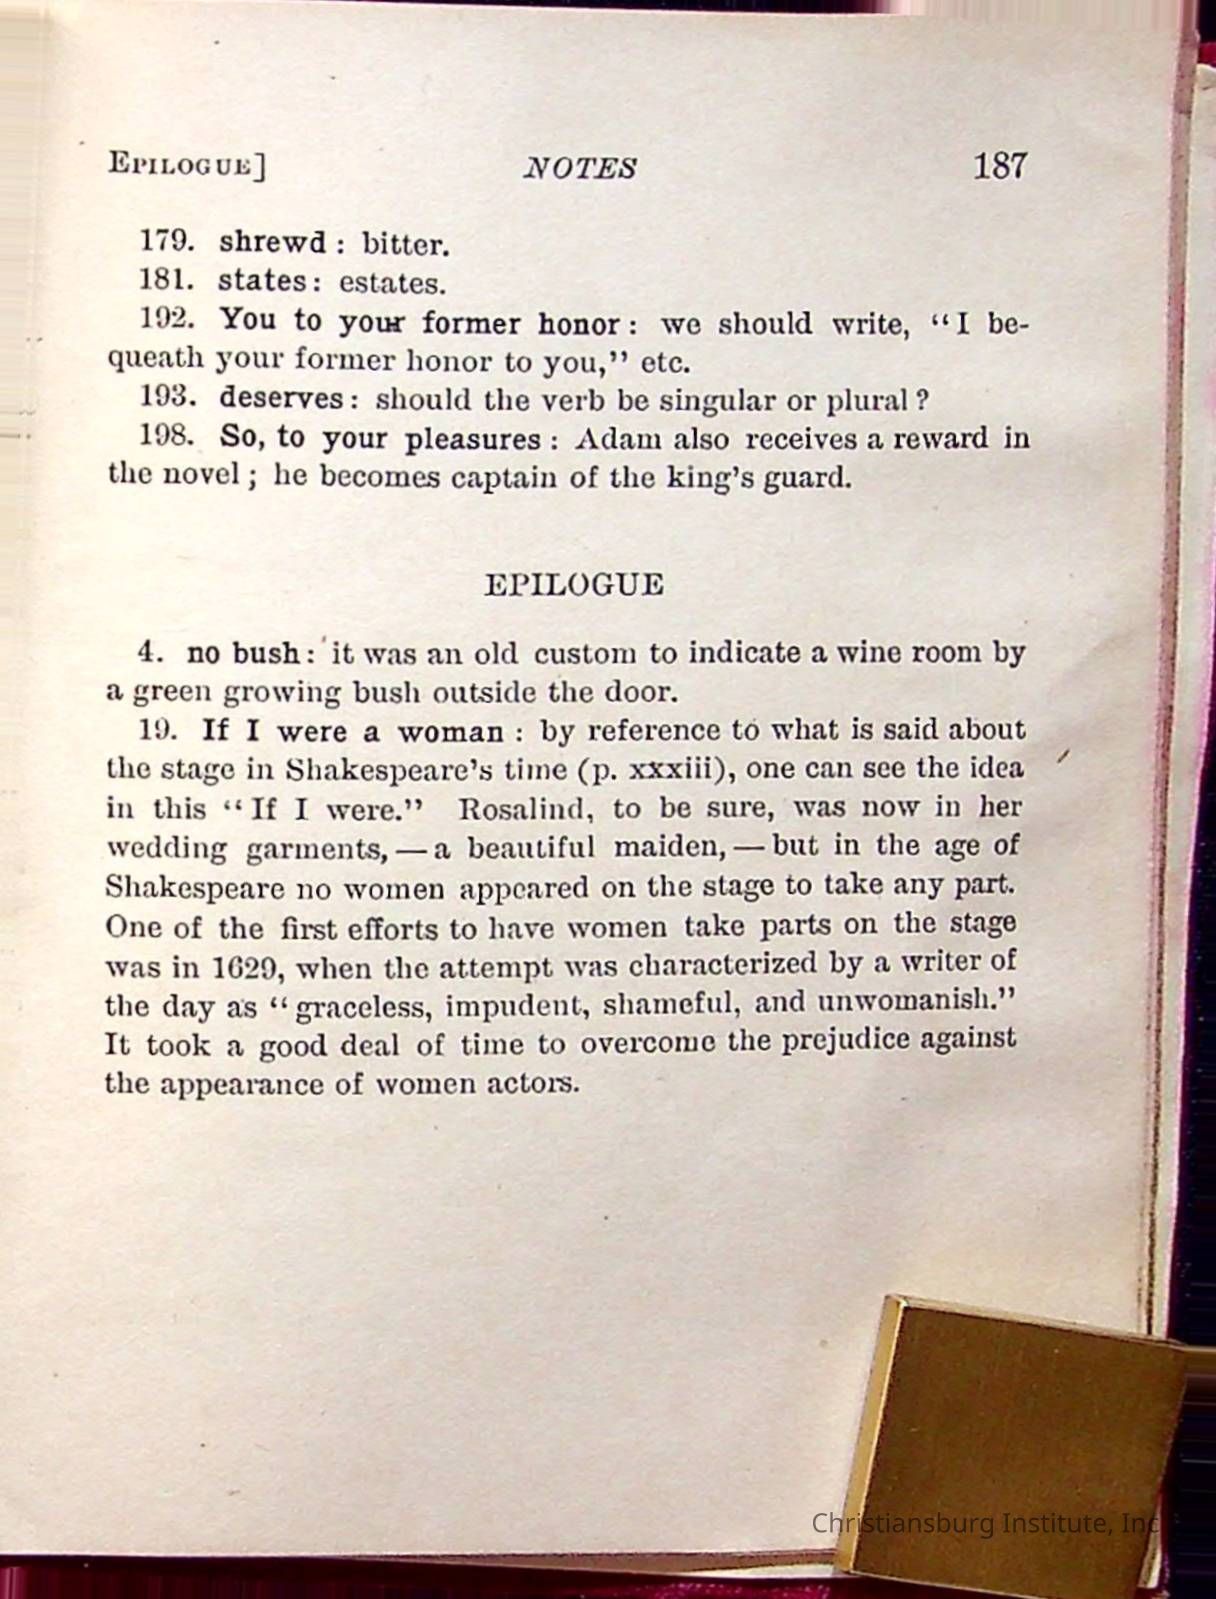 EPILOGUE] NOTES 187
179. shrewd : bitter.
181. states : estates.
192. You to your former honor : we should write, “I be-
queath your former honor to you,” etc.
193. deserves : should the verb be singular or plural ?
198. So, to your pleasures : Adam also receives a reward in
the novel ; he becomes captain of the king’s guard.
EPILOGUE
4. no bush : it was an old custom to indicate a wine room by
a green growing bush outside the door.
19. If I were a woman : by reference to what is said about
the stage in Shakespeare’s time (p. xxxiii), one can see the idea
in this “If I were.” Rosalind, to be sure, was now in her
wedding garments, — a beautiful maiden, — but in the age of
Shakespeare no women appeared on the stage to take any part.
One of the first efforts to have women take parts on the stage
was in 1629, when the attempt was characterized by a writer of
the day as “graceless, impudent, shameful, and unwomanish.”
It took a good deal of time to overcome the prejudice against
the appearance of women actors.
Christiansburg Institute, Inc